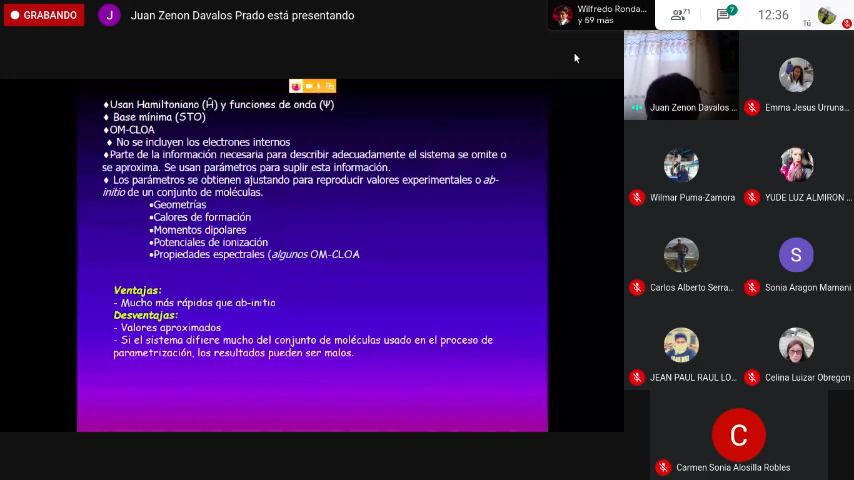 GRABANDO
J
Juan Zenon Davalos Prado está presentando
Wilfredo Ronda...
y 59 más
71
7
12:36
Tú
♦Usan Hamiltoniano (Ĥ) y funciones de onda (Ψ)
♦ Base mínima (STO)
♦OM-CLOA
♦ No se incluyen los electrones internos
♦Parte de la información necesaria para describir adecuadamente el sistema se omite o
se aproxima. Se usan parámetros para suplir esta información.
♦ Los parámetros se obtienen ajustando para reproducir valores experimentales o ab-
initio de un conjunto de moléculas.
•Geometrías
•Calores de formación
•Momentos dipolares
•Potenciales de ionización
•Propiedades espectrales (algunos OM-CLOA
Ventajas:
- Mucho más rápidos que ab-initio
Desventajas:
- Valores aproximados
- Si el sistema difiere mucho del conjunto de moléculas usado en el proceso de
parametrización, los resultados pueden ser malos.
Juan Zenon Davalos ...
Emma Jesus Urruna...
Wilmar Puma-Zamora
YUDE LUZ ALMIRON ...
Carlos Alberto Serra...
S
Sonia Aragon Mamani
JEAN PAUL RAUL LO...
Celina Luizar Obregon
C
Carmen Sonia Alosilla Robles